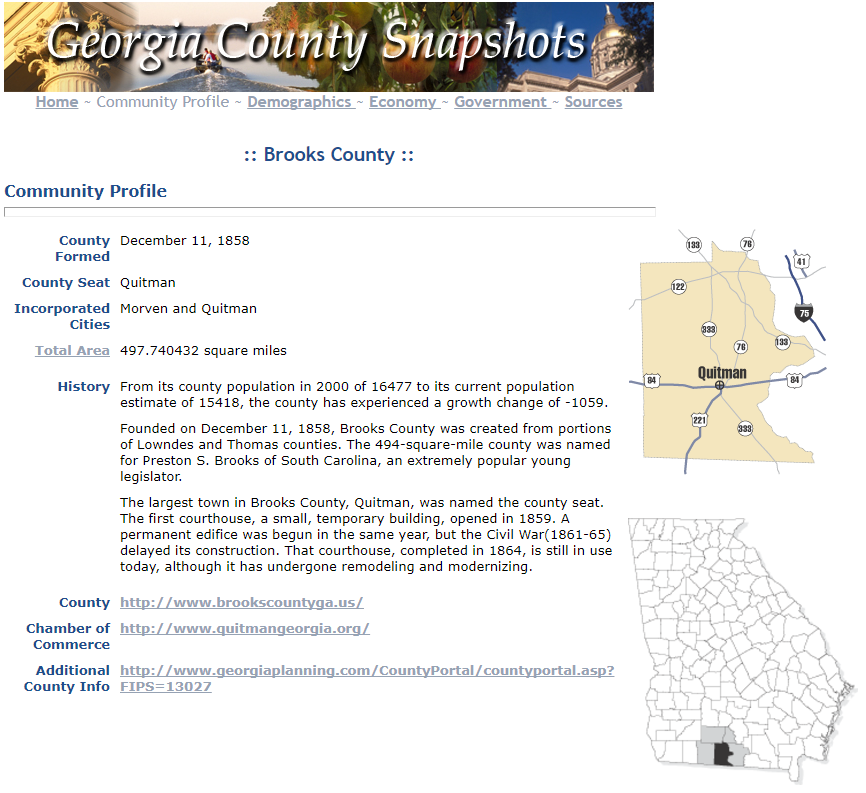 Georgia County Snapshots
Home ~ Community Profile ~ Demographics ~ Economy ~ Government ~ Sources
:: Brooks County ::
Community Profile
County Formed
December 11, 1858
County Seat
Quitman
Incorporated Cities
Morven and Quitman
Total Area
497.740432 square miles
History
From its county population in 2000 of 16477 to its current population
estimate of 15418, the county has experienced a growth change of -1059.
Founded on December 11, 1858, Brooks County was created from portions
of Lowndes and Thomas counties. The 494-square-mile county was named
for Preston S. Brooks of South Carolina, an extremely popular young
legislator.
The largest town in Brooks County, Quitman, was named the county seat.
The first courthouse, a small, temporary building, opened in 1859. A
permanent edifice was begun in the same year, but the Civil War(1861-65)
delayed its construction. That courthouse, completed in 1864, is still in use
today, although it has undergone remodeling and modernizing.
County
http://www.brookscountyga.us/
Chamber of Commerce
http://www.quitmangeorgia.org/
Additional County Info
http://www.georgiaplanning.com/CountyPortal/countyportal.asp?
FIPS=13027
133
76
41
122
75
333
133
76
Quitman
84
84
221
333